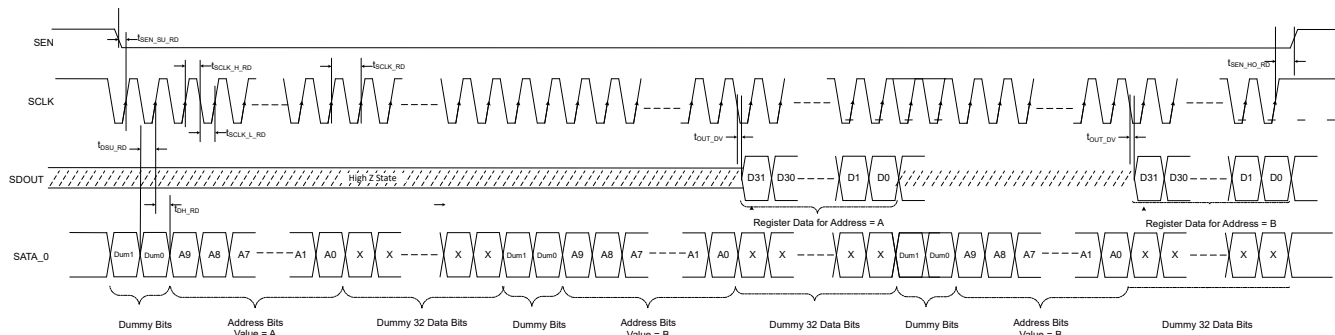 SEN
tSEN_SU_RD
tSEN_HO_RD
SCLK
tSCLK_H_RD
tSCLK_RD
tSCLK_L_RD
tOUT_DV
tOUT_DV
tDSU_RD
SDOUT
High Z State
D31 D30 D1 D0
D31 D30 D1 D0
tDH_RD
Register Data for Address = A
Register Data for Address = B
SATA_0
Dum1 Dum0 A9 A8 A7 A1 A0 X X X X Dum1 Dum0 A9 A8 A7 A1 A0 X X X X Dum1 Dum0 A9 A8 A7 A1 A0 X X X X
Dummy Bits
Address Bits
Value = A
Dummy 32 Data Bits
Dummy Bits
Address Bits
Value = B
Dummy 32 Data Bits
Dummy Bits
Address Bits
Value = B
Dummy 32 Data Bits